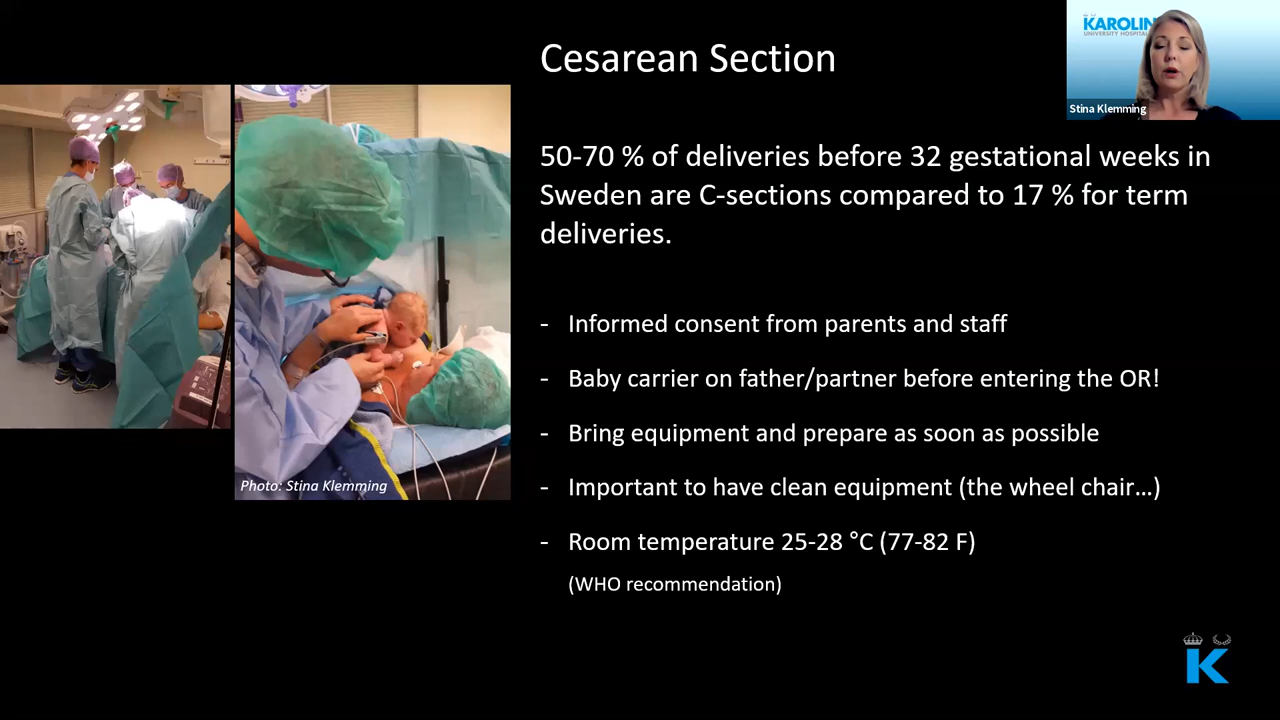 Cesarean Section
KAROLIN
UNIVERSITY HOSPITAL
Stina Klemming
50-70 % of deliveries before 32 gestational weeks in
Sweden are C-sections compared to 17 % for term
deliveries.
- Informed consent from parents and staff
- Baby carrier on father/partner before entering the OR!
- Bring equipment and prepare as soon as possible
- Important to have clean equipment (the wheel chair…)
- Room temperature 25-28 °C (77-82 F)
(WHO recommendation)
Photo: Stina Klemming
K